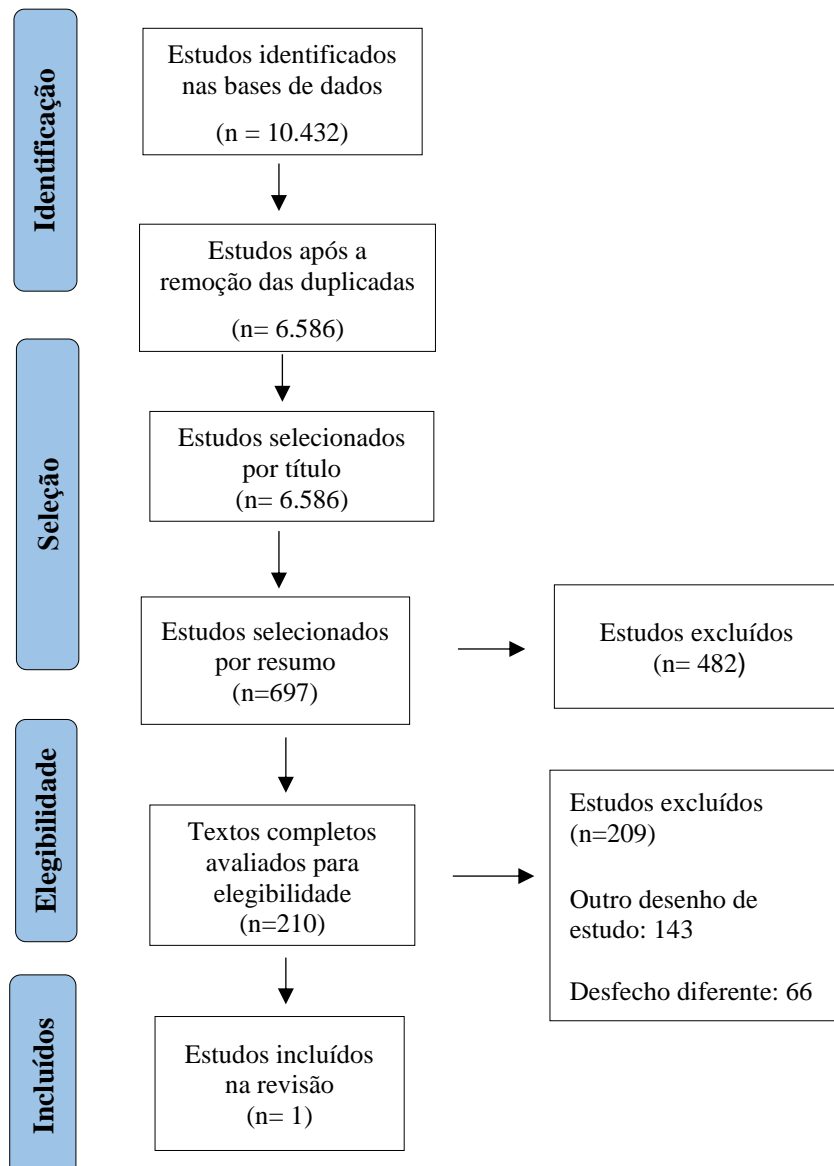 Identificação
Estudos identificados
nas bases de dados
(n = 10.432)
Estudos após a
remoção das duplicadas
(n= 6.586)
Seleção
Estudos selecionados
por título
(n= 6.586)
Estudos selecionados
por resumo
(n=697)
Estudos excluídos
(n= 482)
Elegibilidade
Textos completos
avaliados para
elegibilidade
(n=210)
Estudos excluídos
(n=209)
Outro desenho de
estudo: 143
Desfecho diferente: 66
Incluídos
Estudos incluídos
na revisão
(n= 1)